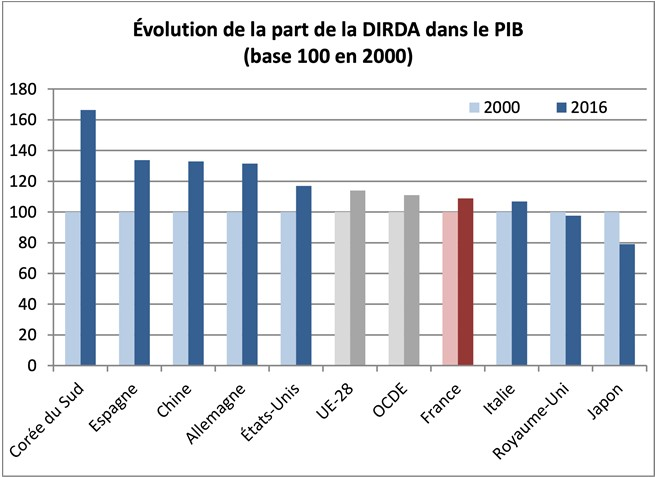 Évolution de la part de la DIRDA dans le PIB
(base 100 en 2000)
180
160
140
120
100
80
60
40
20
0
2000
2016
Corée du Sud
Espagne
Chine
Allemagne
États-Unis
UE-28
OCDE
France
Italie
Royaume-Uni
Japon